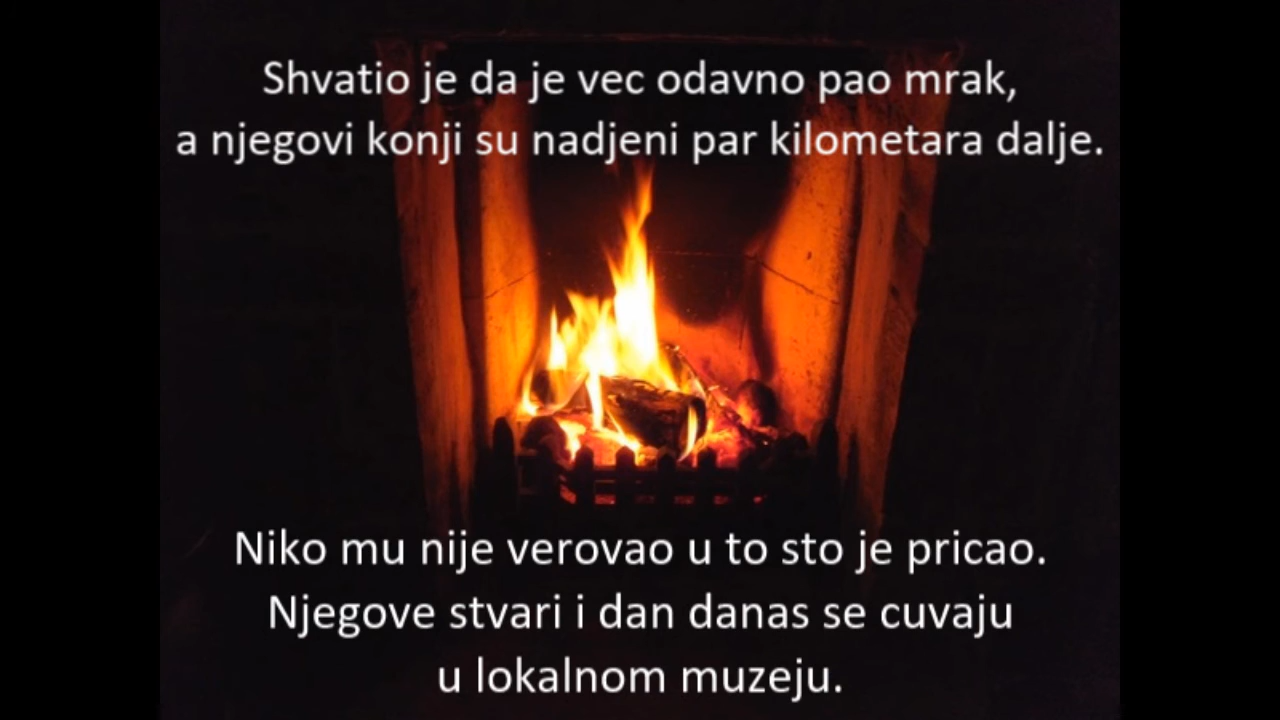 Shvatio je da je vec odavno pao mrak,
a njegovi konji su nadjeni par kilometara dalje.
Niko mu nije verovao u to sto je pricao.
Njegove stvari i dan danas se cuvaju
u lokalnom muzeju.